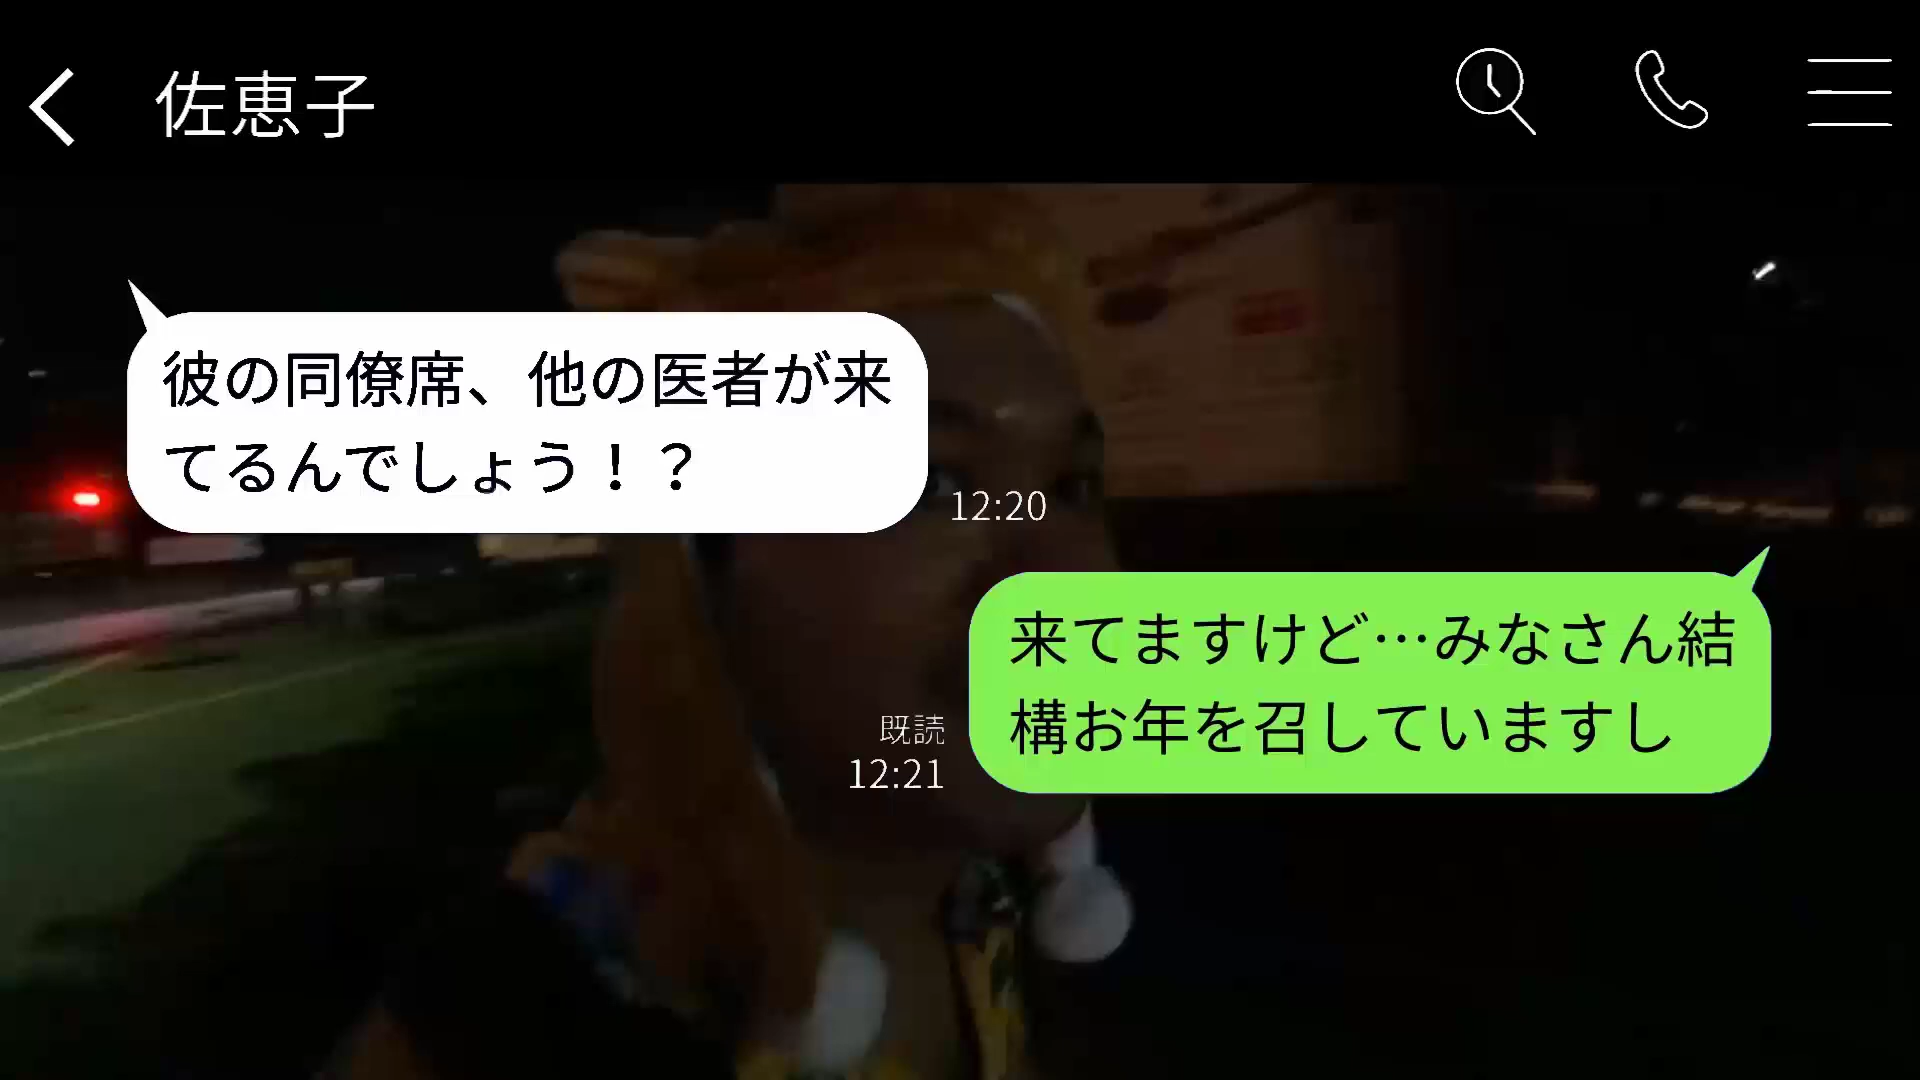 佐恵子
彼の同僚席、他の医者が来
てるんでしょう！？
12:20
来てますけど…みなさん結
構お年を召していますし
既読
12:21